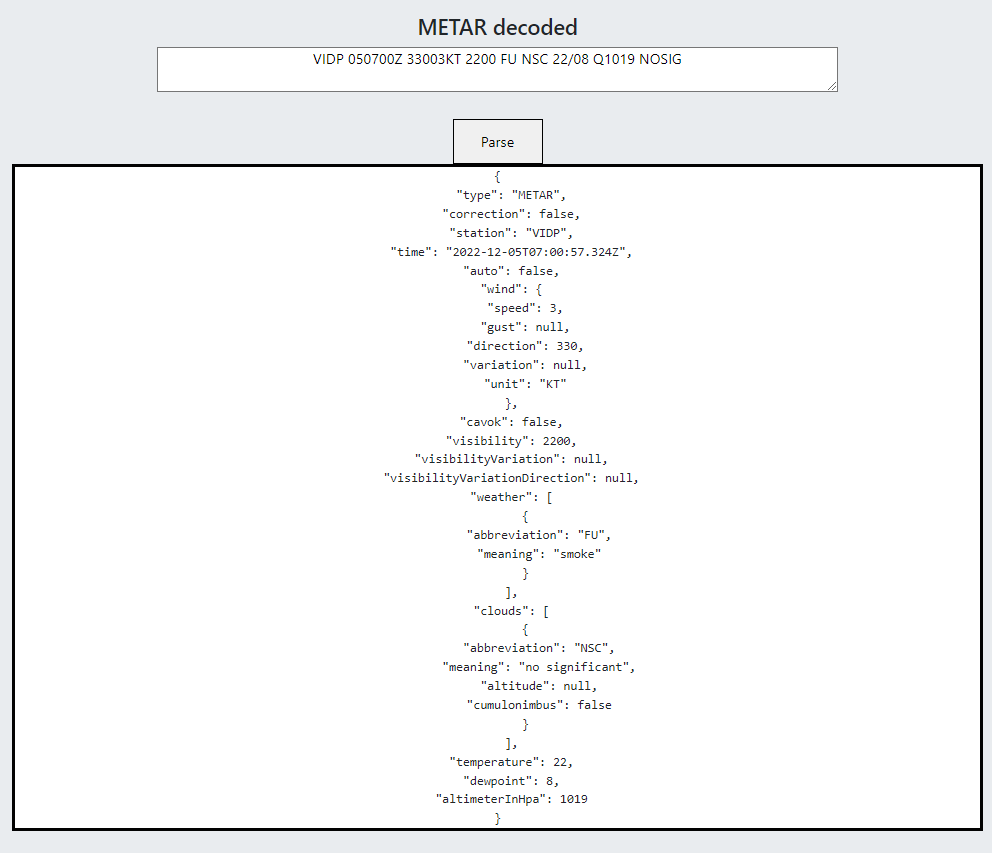 METAR decoded
VIDP 050700Z 33003KT 2200 FU NSC 22/08 Q1019 NOSIG
Parse
{
"type": "METAR",
"correction": false,
"station": "VIDP",
"time": "2022-12-05T07:00:57.324Z",
"auto": false,
"wind": {
"speed": 3,
"gust": null,
"direction": 330,
"variation": null,
"unit": "KT"
},
"cavok": false,
"visibility": 2200,
"visibilityVariation": null,
"visibilityVariationDirection": null,
"weather": [
{
"abbreviation": "FU",
"meaning": "smoke"
}
],
"clouds": [
{
"abbreviation": "NSC",
"meaning": "no significant",
"altitude": null,
"cumulonimbus": false
}
],
"temperature": 22,
"dewpoint": 8,
"altimeterInHpa": 1019
}